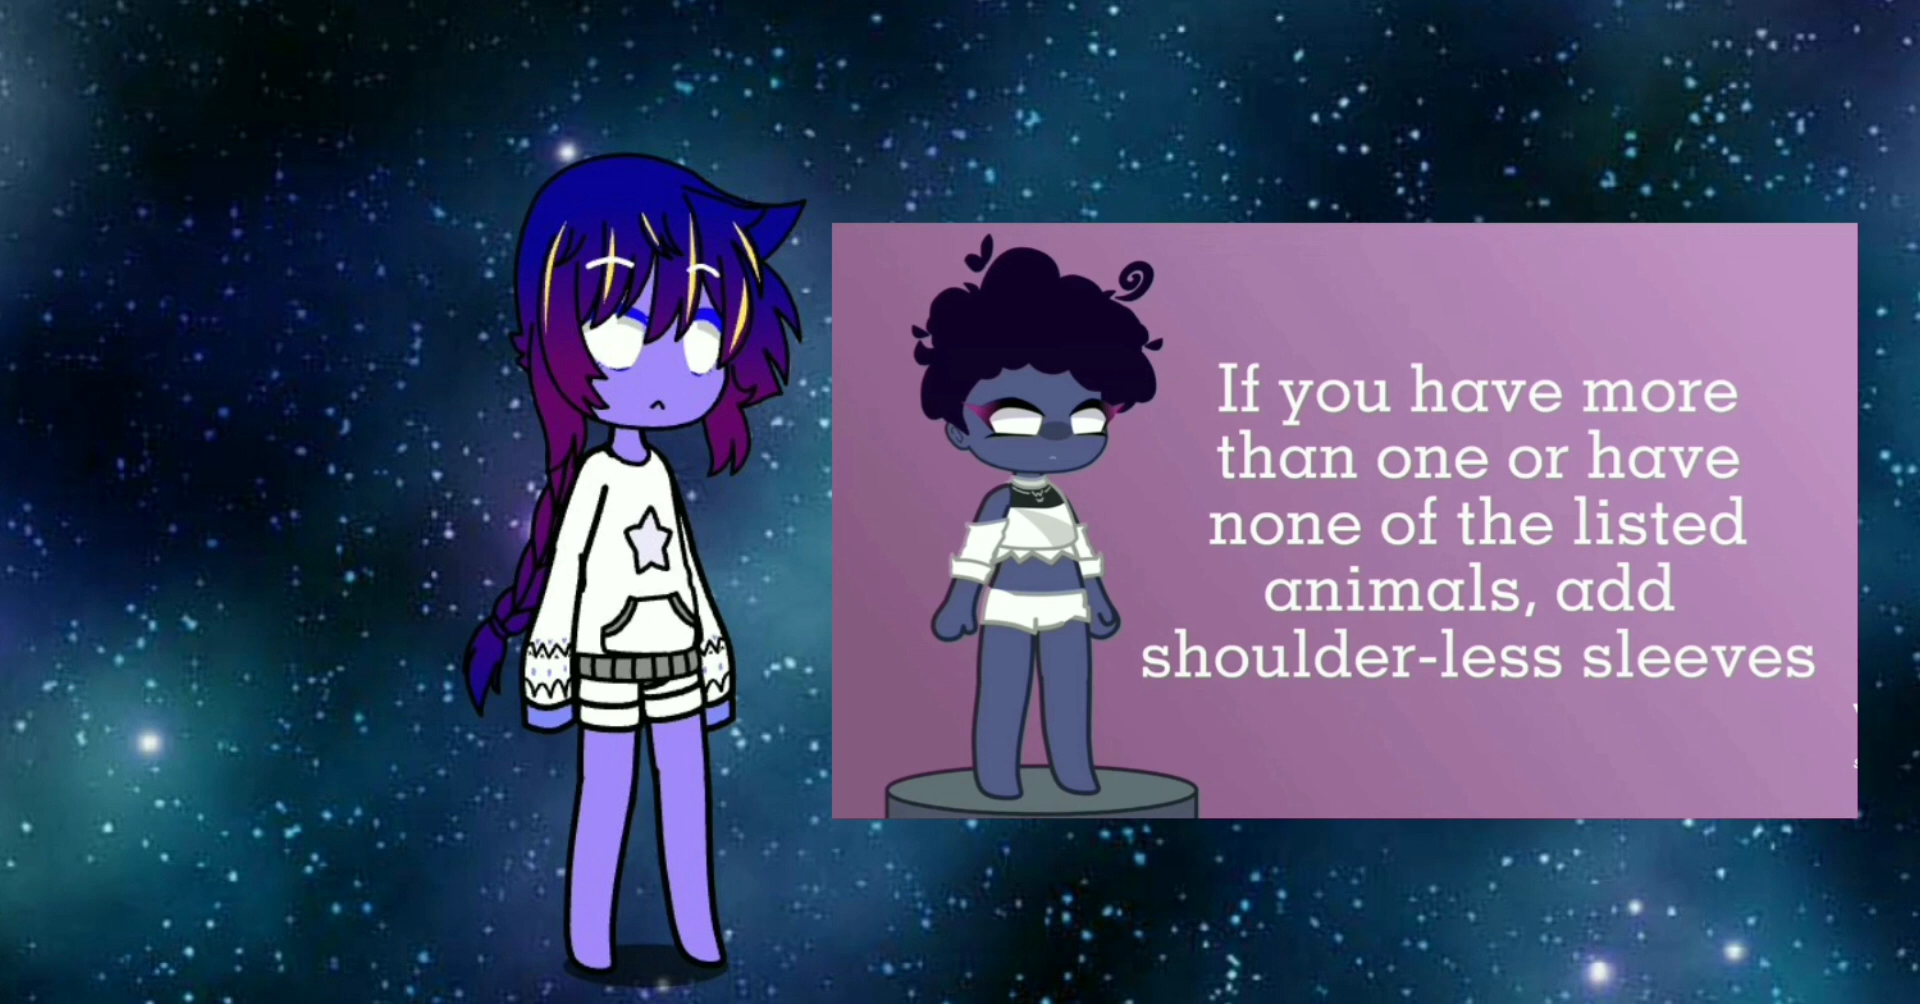 If you have more
than one or have
none of the listed
animals, add
shoulder-less sleeves